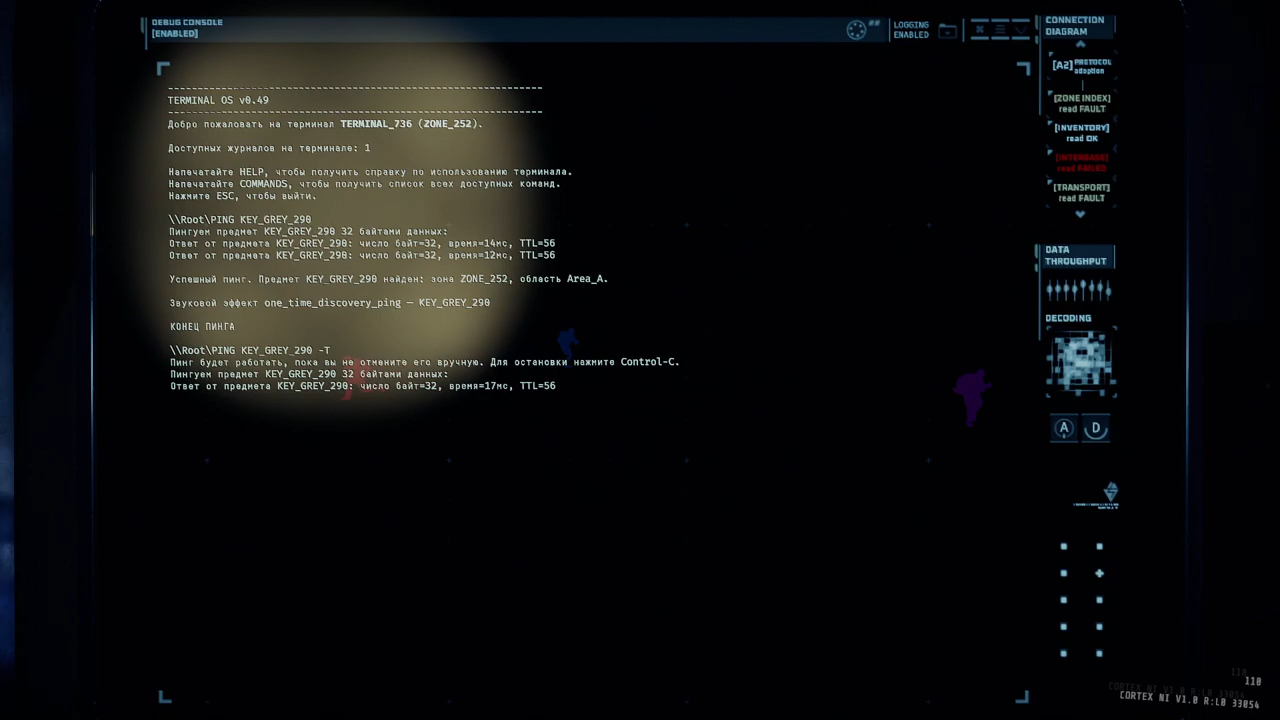 DEBUG CONSOLE
[ENABLED]
LOGGING
ENABLED
TERMINAL OS v0.49
Добро пожаловать на терминал TERMINAL_736 (ZONE_252).
Доступных журналов на терминале: 1
Напечатайте HELP, чтобы получить справку по использованию терминала.
Напечатайте COMMANDS, чтобы получить список всех доступных команд.
Нажмите ESC, чтобы выйти.
\\Root\PING KEY_GREY_290
Пингуем предмет KEY_GREY_290 32 байтами данных:
Ответ от предмета KEY_GREY_290: число байт=32, время=14мс, TTL=56
Ответ от предмета KEY_GREY_290: число байт=32, время=12мс, TTL=56
Успешный пинг. Предмет KEY_GREY_290 найден: зона ZONE_252, область Area_A.
Звуковой эффект one_time_discovery_ping — KEY_GREY_290
КОНЕЦ ПИНГА
\\Root\PING KEY_GREY_290 -T
Пинг будет работать, пока вы не отмените его вручную. Для остановки нажмите Control-C.
Пингуем предмет KEY_GREY_290 32 байтами данных:
Ответ от предмета KEY_GREY_290: число байт=32, время=17мс, TTL=56
CONNECTION
DIAGRAM
[A2] PROTOCOL
adaption
[ZONE INDEX]
read FAULT
[INVENTORY]
read OK
[INTERBASE]
read FAILED
[TRANSPORT]
read FAULT
DATA
THROUGHPUT
DECODING
A D
110
CORTEX NI V1.0 R:L0 33054